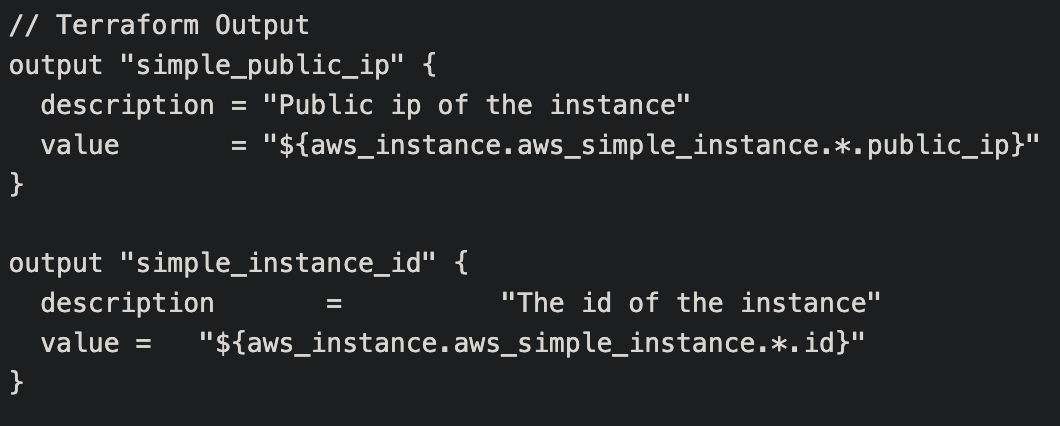 // Terraform Output
output "simple_public_ip" {
  description = "Public ip of the instance"
  value       = "${aws_instance.aws_simple_instance.*.public_ip}"
}

output "simple_instance_id" {
  description       =          "The id of the instance"
  value =   "${aws_instance.aws_simple_instance.*.id}"
}